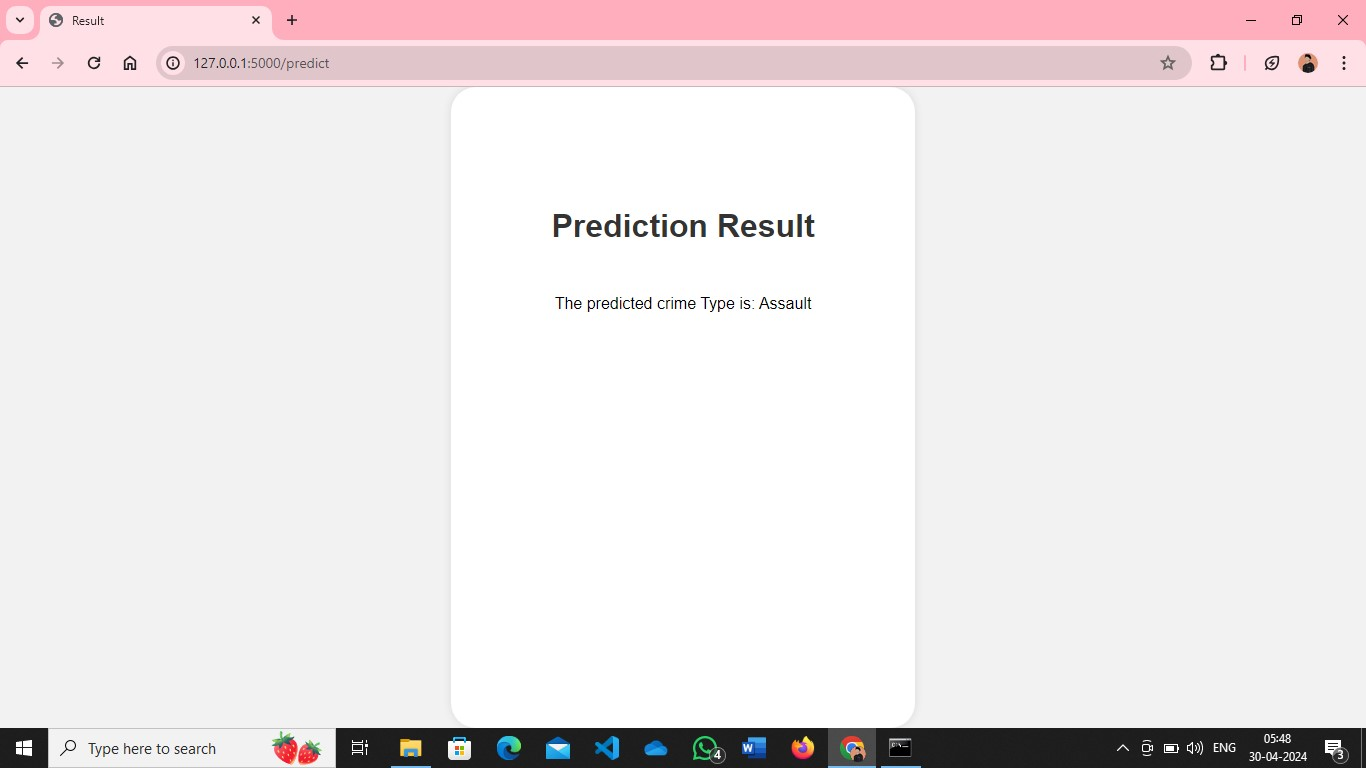 Result
127.0.0.1:5000/predict
Prediction Result
The predicted crime Type is: Assault
Type here to search
4
W
ENG
05:48
30-04-2024
3